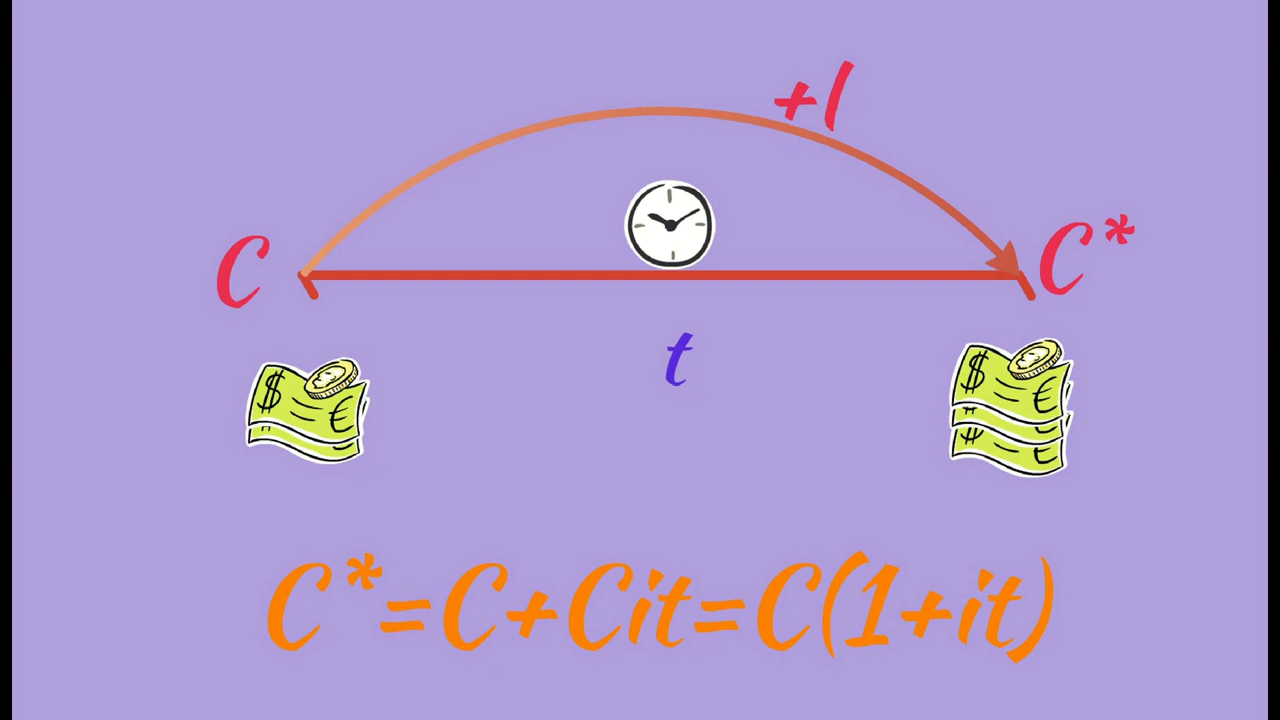 +I
C
C*
t
$ €
$ €
C*=C+Cit=C(1+it)